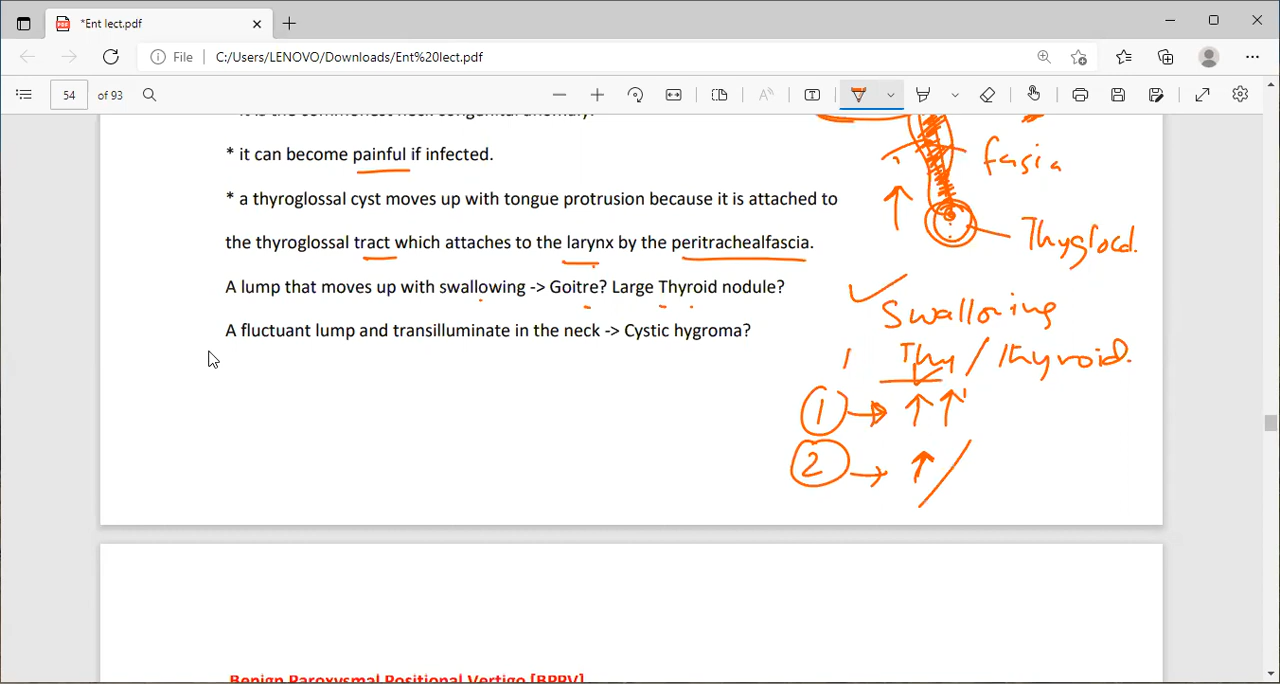 *Ent lect.pdf
File C:/Users/LENOVO/Downloads/Ent%20lect.pdf
54 of 93
* it can become painful if infected.
* a thyroglossal cyst moves up with tongue protrusion because it is attached to
the thyroglossal tract which attaches to the larynx by the peritrachealfascia.
A lump that moves up with swallowing -> Goitre? Large Thyroid nodule?
A fluctuant lump and transilluminate in the neck -> Cystic hygroma?
fasia
Swallowing
Thy / thyroid.
1 → ↑ ↑
2 → ↑ /
Benign Paroxysmal Positional Vertigo [BPPV]